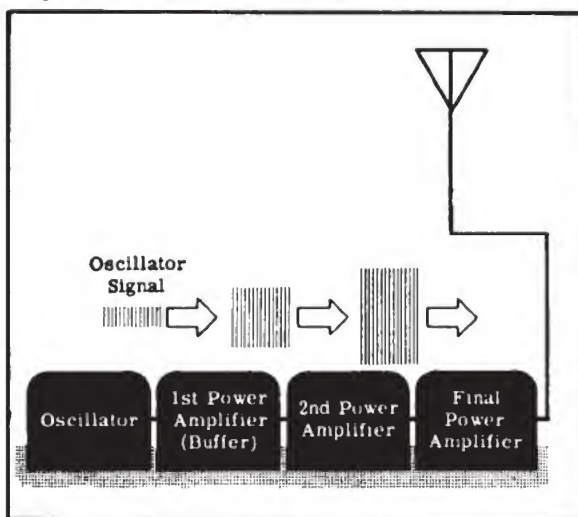 Oscillator
Signal
Oscillator
1st Power
Amplifier
(Buffer)
2nd Power
Amplifier
Final
Power
Amplifier